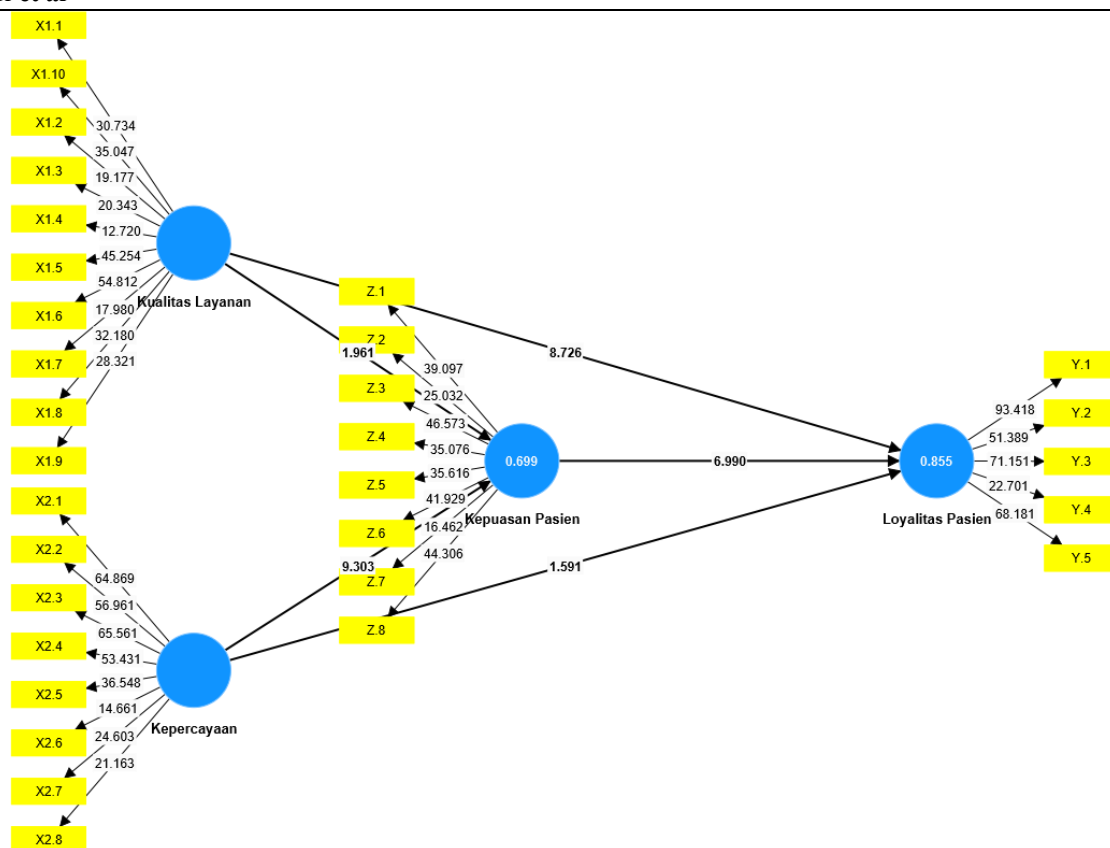 X1.1
X1.10
X1.2
X1.3
X1.4
X1.5
X1.6
X1.7
X1.8
X1.9
30.734
35.047
19.177
20.343
12.720
45.254
54.812
17.980
32.180
28.321
Kualitas Layanan
X2.1
X2.2
X2.3
X2.4
X2.5
X2.6
X2.7
X2.8
64.869
56.961
65.561
53.431
36.548
14.661
24.603
21.163
Kepercayaan
Z.1
Z.2
Z.3
Z.4
Z.5
Z.6
Z.7
Z.8
1.961
9.303
39.097
25.032
46.573
35.076
35.616
41.929
16.462
44.306
0.699
Kepuasan Pasien
8.726
6.990
1.591
0.855
Loyalitas Pasien
93.418
51.389
71.151
22.701
68.181
Y.1
Y.2
Y.3
Y.4
Y.5